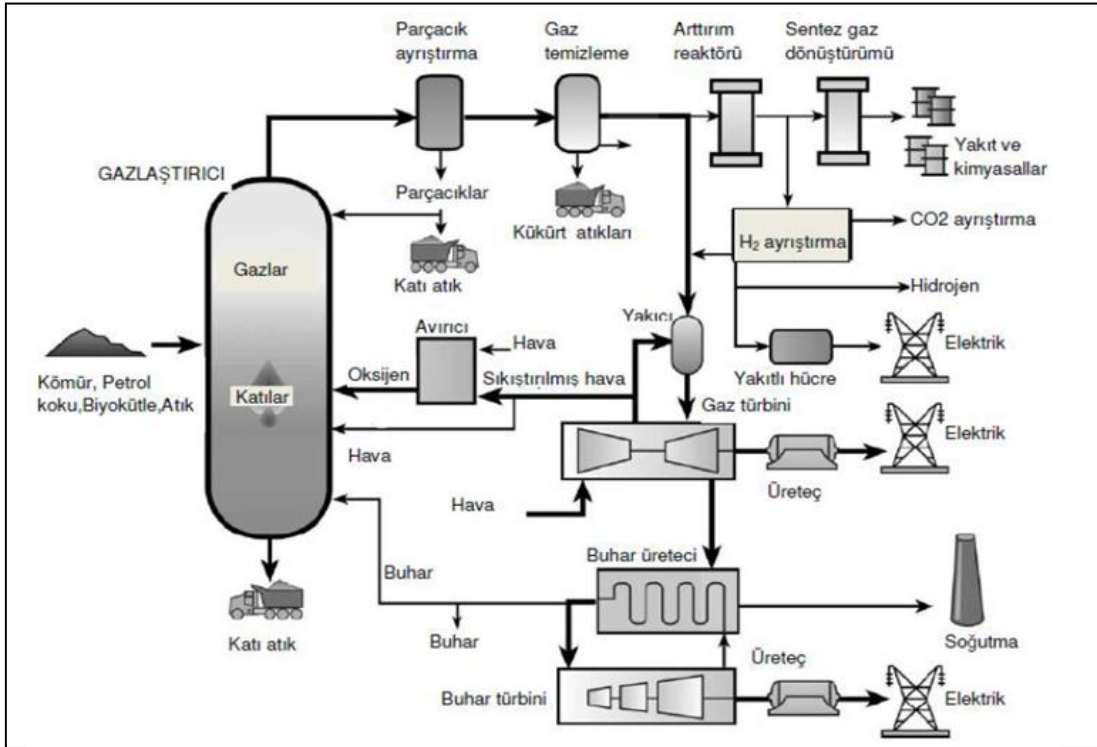 Parçacık
ayrıştırma
Gaz
temizleme
Arttırım
reaktörü
Sentez gaz
dönüştürümü
Yakıt ve
kimyasallar
GAZLAŞTIRICI
Parçacıklar
Kükürt atıkları
Katı atık
CO2 ayrıştırma
H₂ ayrıştırma
Hidrojen
Gazlar
Katılar
Kömür, Petrol
koku,Biyokütle,Atık
Avırıcı
Hava
Oksijen
Sıkıştırılmış hava
Hava
Yakıcı
Yakıtlı hücre
Elektrik
Gaz türbini
Elektrik
Üreteç
Hava
Buhar üreteci
Buhar
Buhar
Soğutma
Katı atık
Buhar türbini
Üreteç
Elektrik